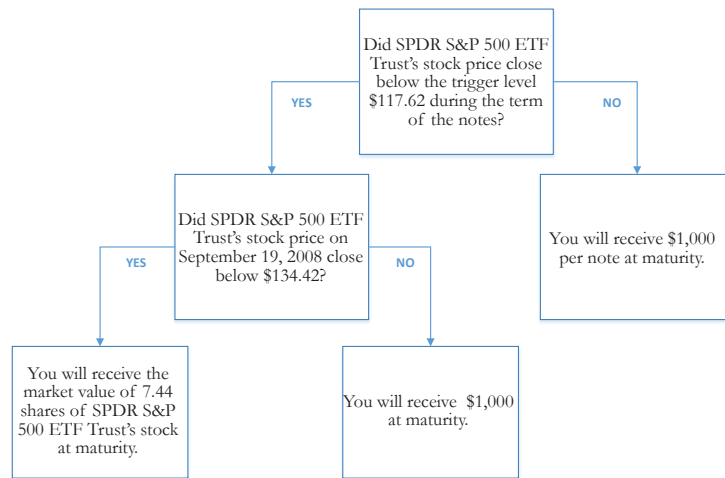 Did SPDR S&P 500 ETF
Trust's stock price close
below the trigger level
$117.62 during the term
of the notes?
YES
NO
Did SPDR S&P 500 ETF
Trust's stock price on
September 19, 2008 close
below $134.42?
You will receive $1,000
per note at maturity.
YES
NO
You will receive the
market value of 7.44
shares of SPDR S&P
500 ETF Trust's stock
at maturity.
You will receive $1,000
at maturity.